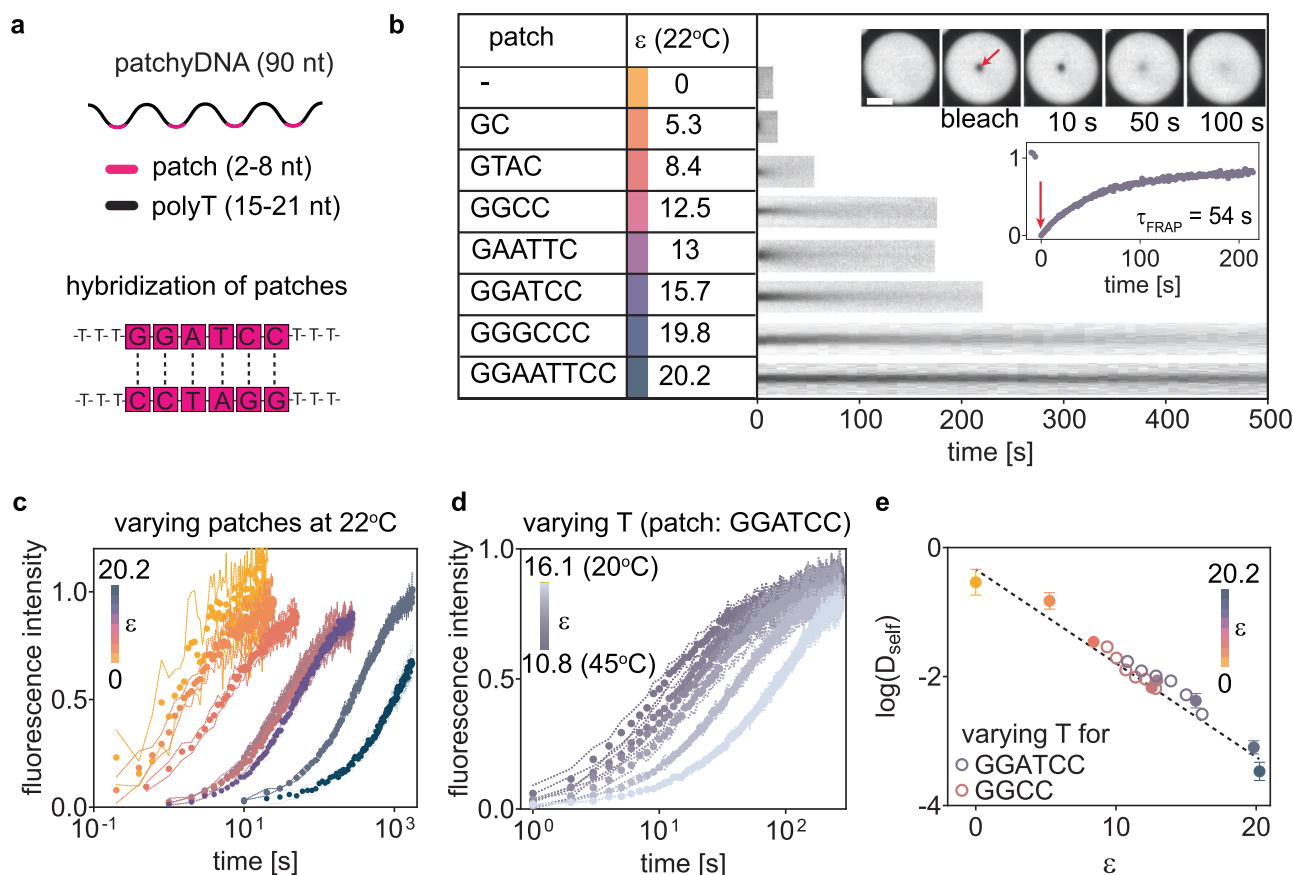 a
patchyDNA (90 nt)
patch (2-8 nt)
polyT (15-21 nt)
hybridization of patches
-T-T-T-GGATCC-T-T-T-
-T-T-T-CCTAGG-T-T-T-
b
patch ε (22°C)
- 0
GC 5.3
GTAC 8.4
GGCC 12.5
GAATTC 13
GGATCC 15.7
GGGCCC 19.8
GGAATTCC 20.2
bleach 10 s 50 s 100 s
1
0
τFRAP = 54 s
0 100 200
time [s]
0 100 200 300 400 500
time [s]
c
varying patches at 22°C
20.2
ε
0
1.0
0.5
0.0
fluorescence intensity
10⁻¹ 10¹ 10³
time [s]
d
varying T (patch: GGATCC)
16.1 (20°C)
ε
10.8 (45°C)
1.0
0.5
0.0
fluorescence intensity
10⁰ 10¹ 10²
time [s]
e
0
-2
-4
log(Dself)
20.2
ε
0
varying T for
GGATCC
GGCC
0 10 20
ε